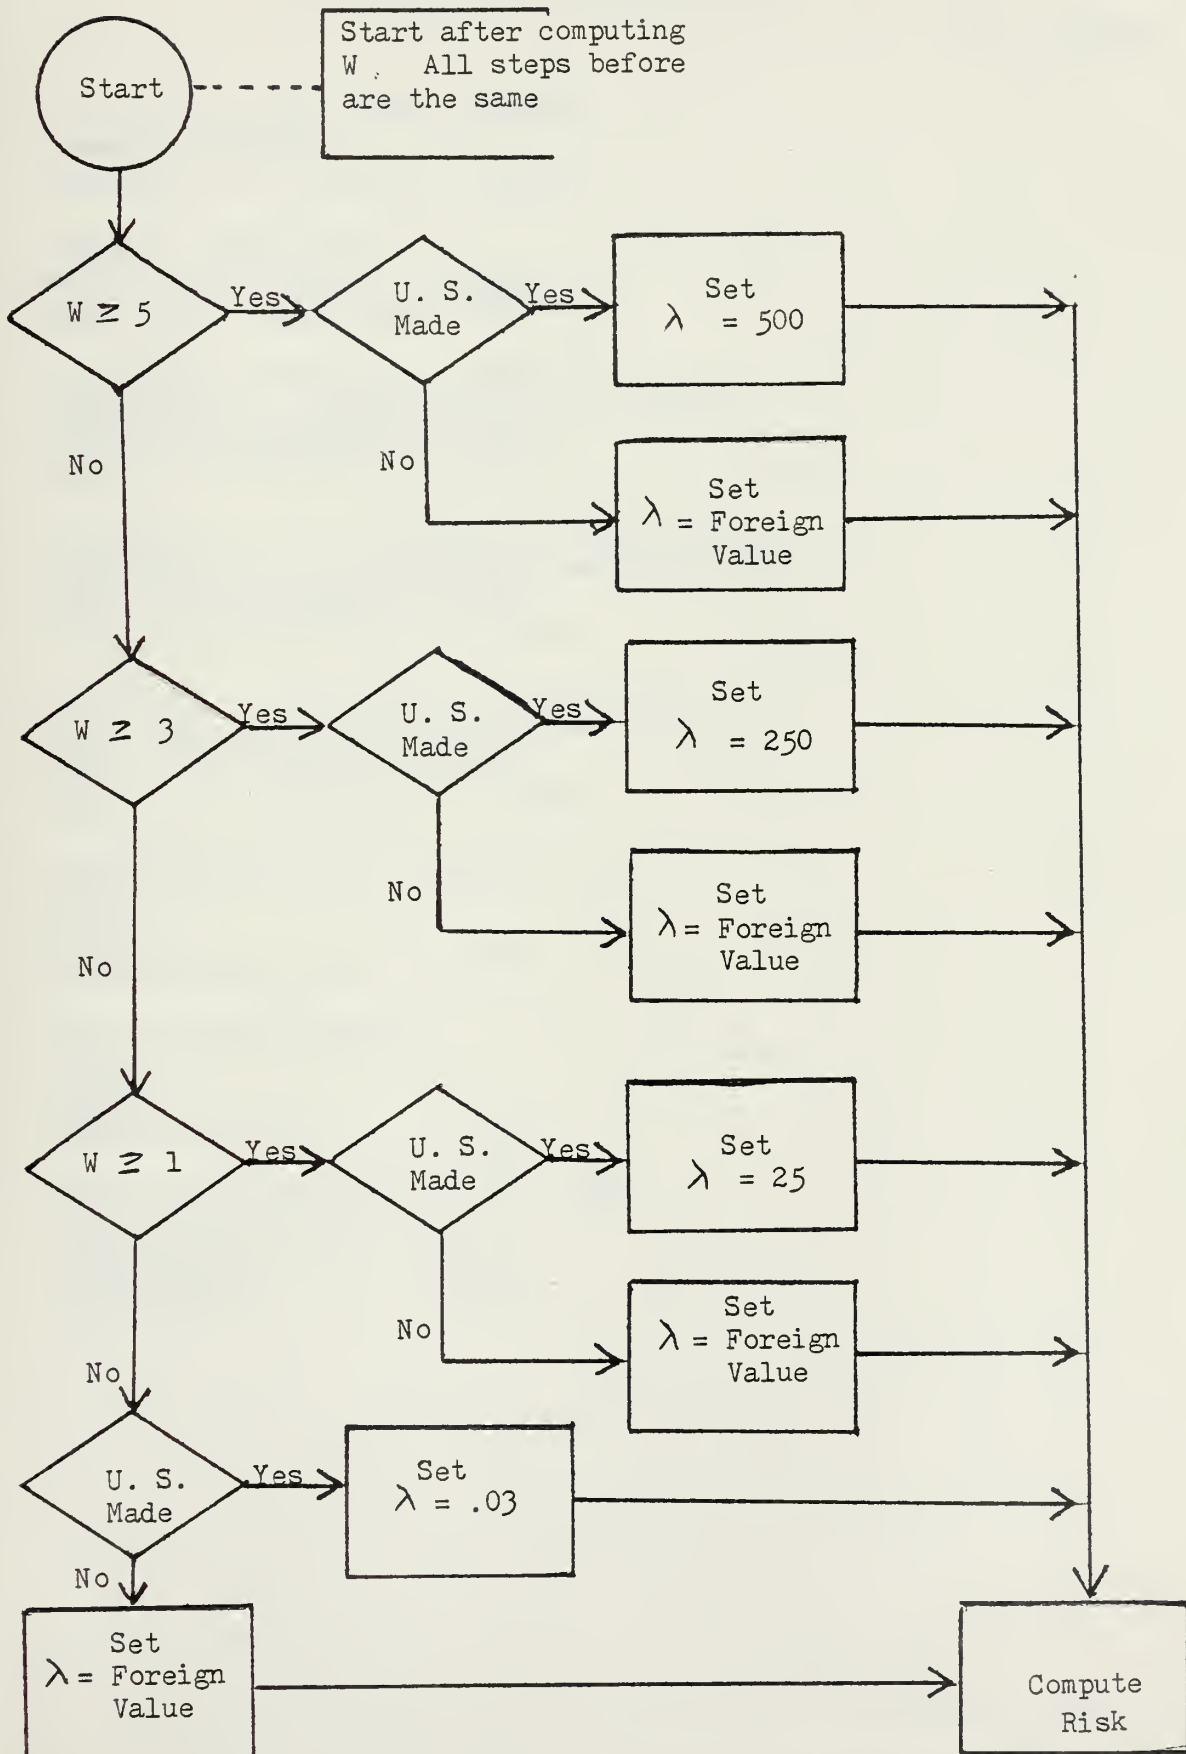 Start
Start after computing
W. All steps before
are the same
W ≥ 5
Yes
U. S.
Made
Yes
Set
λ = 500
No
No
Set
λ = Foreign
Value
W ≥ 3
Yes
U. S.
Made
Yes
Set
λ = 250
No
No
Set
λ = Foreign
Value
W ≥ 1
Yes
U. S.
Made
Yes
Set
λ = 25
No
No
Set
λ = Foreign
Value
U. S.
Made
Yes
Set
λ = .03
No
Set
λ = Foreign
Value
Compute
Risk